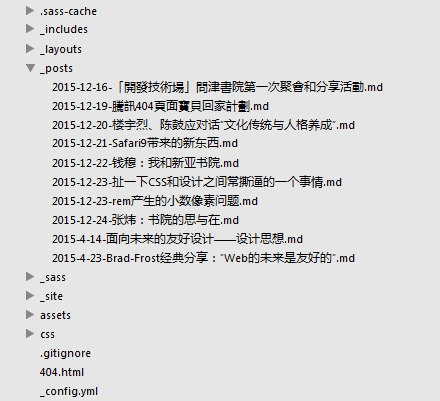 .sass-cache
_includes
_layouts
_posts
2015-12-16-「開發技術場」問津書院第一次聚會和分享活動.md
2015-12-19-騰訊404頁面寶貝回家計劃.md
2015-12-20-楼宇烈、陈鼓应对话"文化传统与人格养成".md
2015-12-21-Safari9带来的新东西.md
2015-12-22-钱穆：我和新亚书院.md
2015-12-23-扯一下CSS和设计之间常撕逼的一个事情.md
2015-12-23-rem产生的小数像素问题.md
2015-12-24-张炜：书院的思与在.md
2015-4-14-面向未来的友好设计——设计思想.md
2015-4-23-Brad-Frost经典分享："Web的未来是友好的".md
_sass
_site
assets
css
.gitignore
404.html
_config.yml